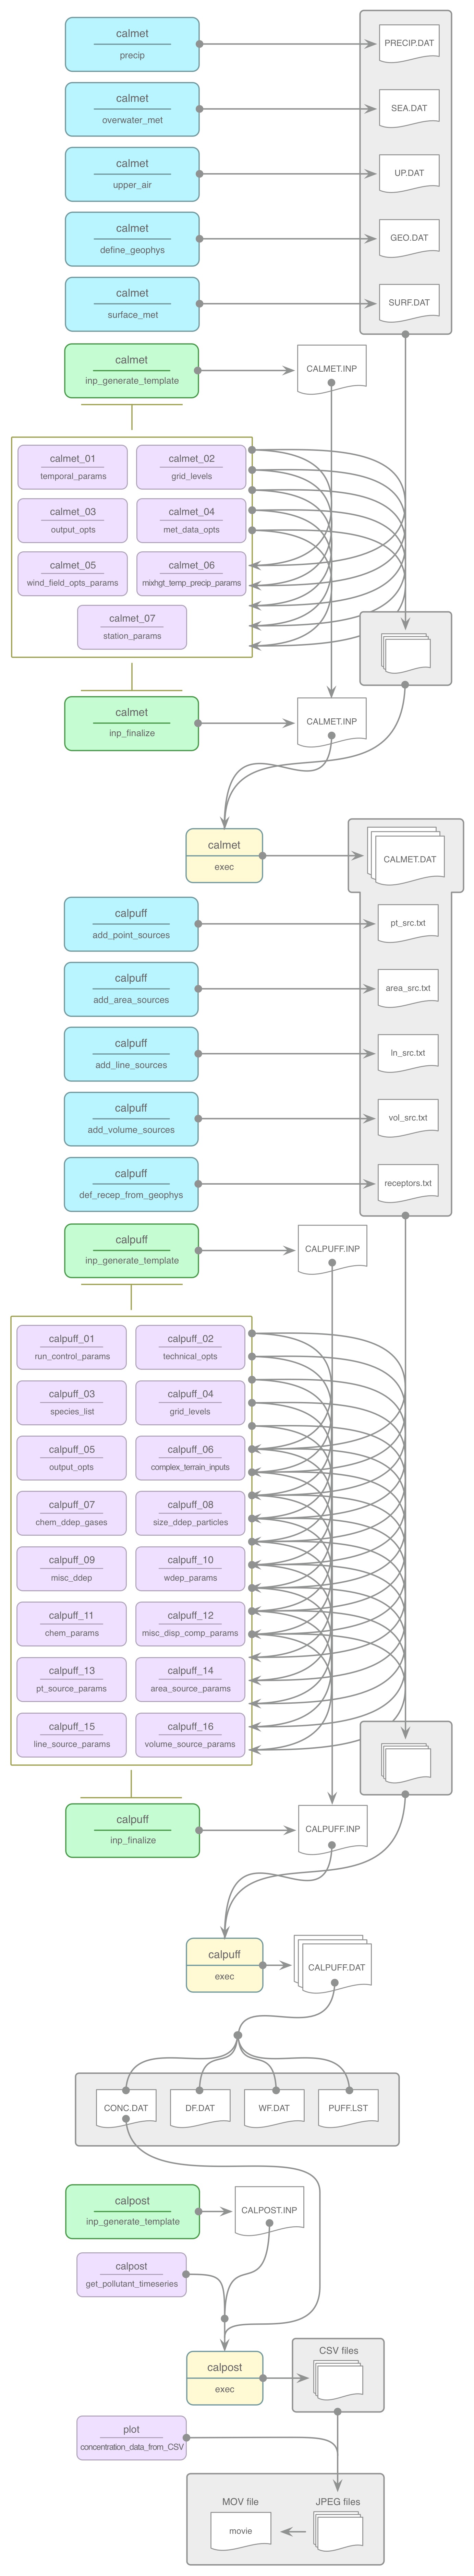 calmet
precip
PRECIP.DAT
calmet
overwater_met
SEA.DAT
calmet
upper_air
UP.DAT
calmet
define_geophys
GEO.DAT
calmet
surface_met
SURF.DAT
calmet
inp_generate_template
CALMET.INP
calmet_01
temporal_params
calmet_02
grid_levels
calmet_03
output_opts
calmet_04
met_data_opts
calmet_05
wind_field_opts_params
calmet_06
mixhgt_temp_precip_params
calmet_07
station_params
calmet
inp_finalize
CALMET.INP
calmet
exec
CALMET.DAT
calpuff
add_point_sources
pt_src.txt
calpuff
add_area_sources
area_src.txt
calpuff
add_line_sources
ln_src.txt
calpuff
add_volume_sources
vol_src.txt
calpuff
def_recep_from_geophys
receptors.txt
calpuff
inp_generate_template
CALPUFF.INP
calpuff_01
run_control_params
calpuff_02
technical_opts
calpuff_03
species_list
calpuff_04
grid_levels
calpuff_05
output_opts
calpuff_06
complex_terrain_inputs
calpuff_07
chem_ddep_gases
calpuff_08
size_ddep_particles
calpuff_09
misc_ddep
calpuff_10
wdep_params
calpuff_11
chem_params
calpuff_12
misc_disp_comp_params
calpuff_13
pt_source_params
calpuff_14
area_source_params
calpuff_15
line_source_params
calpuff_16
volume_source_params
calpuff
inp_finalize
CALPUFF.INP
calpuff
exec
CALPUFF.DAT
CONC.DAT
DF.DAT
WF.DAT
PUFF.LST
calpost
inp_generate_template
CALPOST.INP
calpost
get_pollutant_timeseries
calpost
exec
CSV files
plot
concentration_data_from_CSV
MOV file
JPEG files
movie